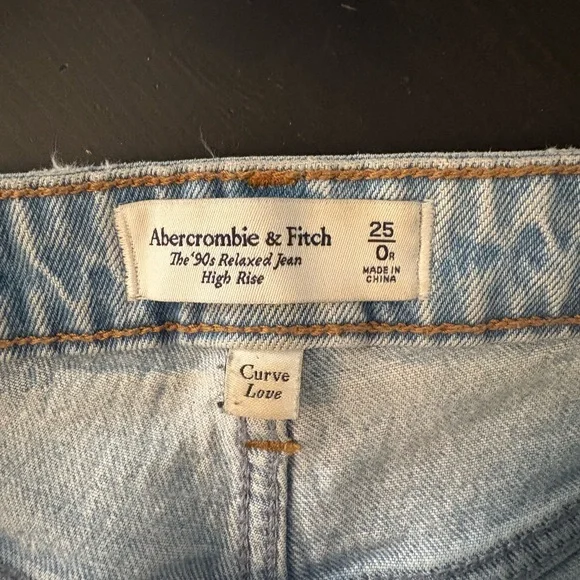 Abercrombie & Fitch
The '90s Relaxed Jean
High Rise
25
0R
MADE IN
CHINA
Curve
Love